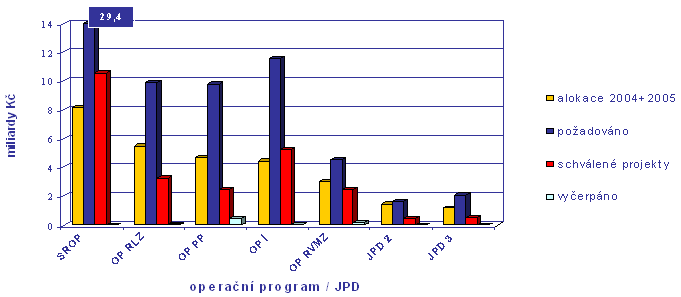 29,4
14
12
10
8
6
4
2
0
miliardy Kč
SROP
OP RLZ
OP PP
OP I
OP RVMZ
JPD 2
JPD 3
operační program / JPD
alokace 2004+2005
požadováno
schválené projekty
vyčerpáno